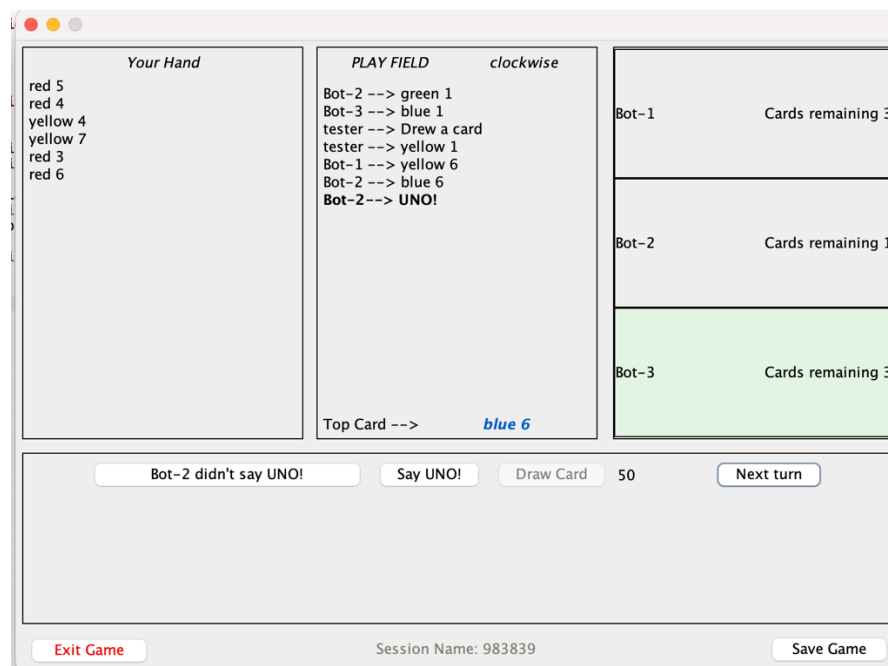 Your Hand
red 5
red 4
yellow 4
yellow 7
red 3
red 6
PLAY FIELD clockwise
Bot-2 --> green 1
Bot-3 --> blue 1
tester --> Drew a card
tester --> yellow 1
Bot-1 --> yellow 6
Bot-2 --> blue 6
Bot-2--> UNO!
Top Card --> blue 6
Bot-1 Cards remaining 3
Bot-2 Cards remaining 1
Bot-3 Cards remaining 3
Bot-2 didn't say UNO! Say UNO! Draw Card 50 Next turn
Exit Game Session Name: 983839 Save Game